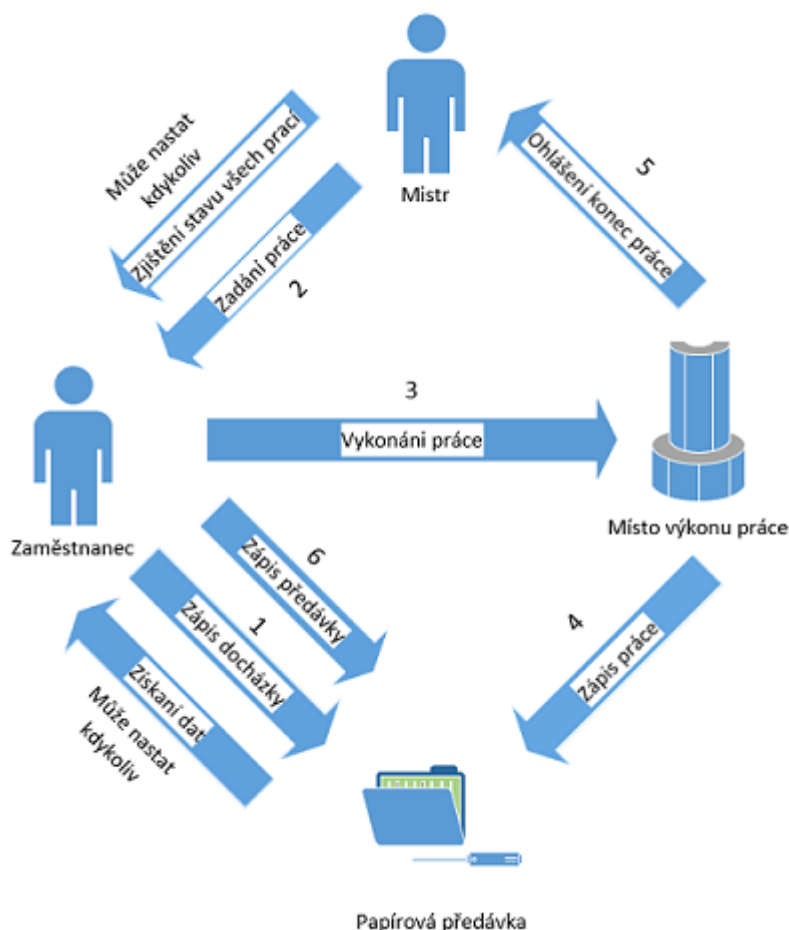 Mistr
Může nastat
kdykoliv
Zjištění stavu všech prací
Zadání práce
2
Ohlášení konec práce
5
3
Vykonáni práce
Zaměstnanec
Místo výkonu práce
6
Zápis předávky
1
Zápis docházky
Získaní dat
Může nastat
kdykoliv
4
Zápis práce
Papírová předávka